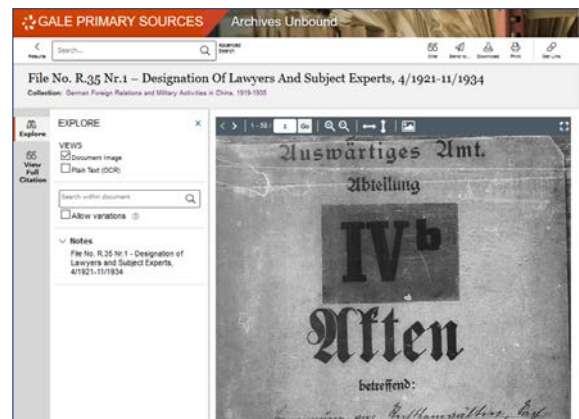 GALE PRIMARY SOURCES
Archives Unbound
Results
Search...
Advanced
Search
Cite
Send to...
Download
Print
Get Link
File No. R.35 Nr.1 – Designation Of Lawyers And Subject Experts, 4/1921-11/1934
Collection: German Foreign Relations and Military Activities in China, 1919-1935
Explore
View
Full
Citation
EXPLORE
×
VIEWS
Document Image
Plain Text (OCR)
Search within document
Allow variations
Notes
File No. R.35 Nr.1 - Designation of
Lawyers and Subject Experts,
4/1921-11/1934
1 - 58 / 1 Go
Auswärtiges Amt.
Abteilung
IVb
Akten
betreffend: